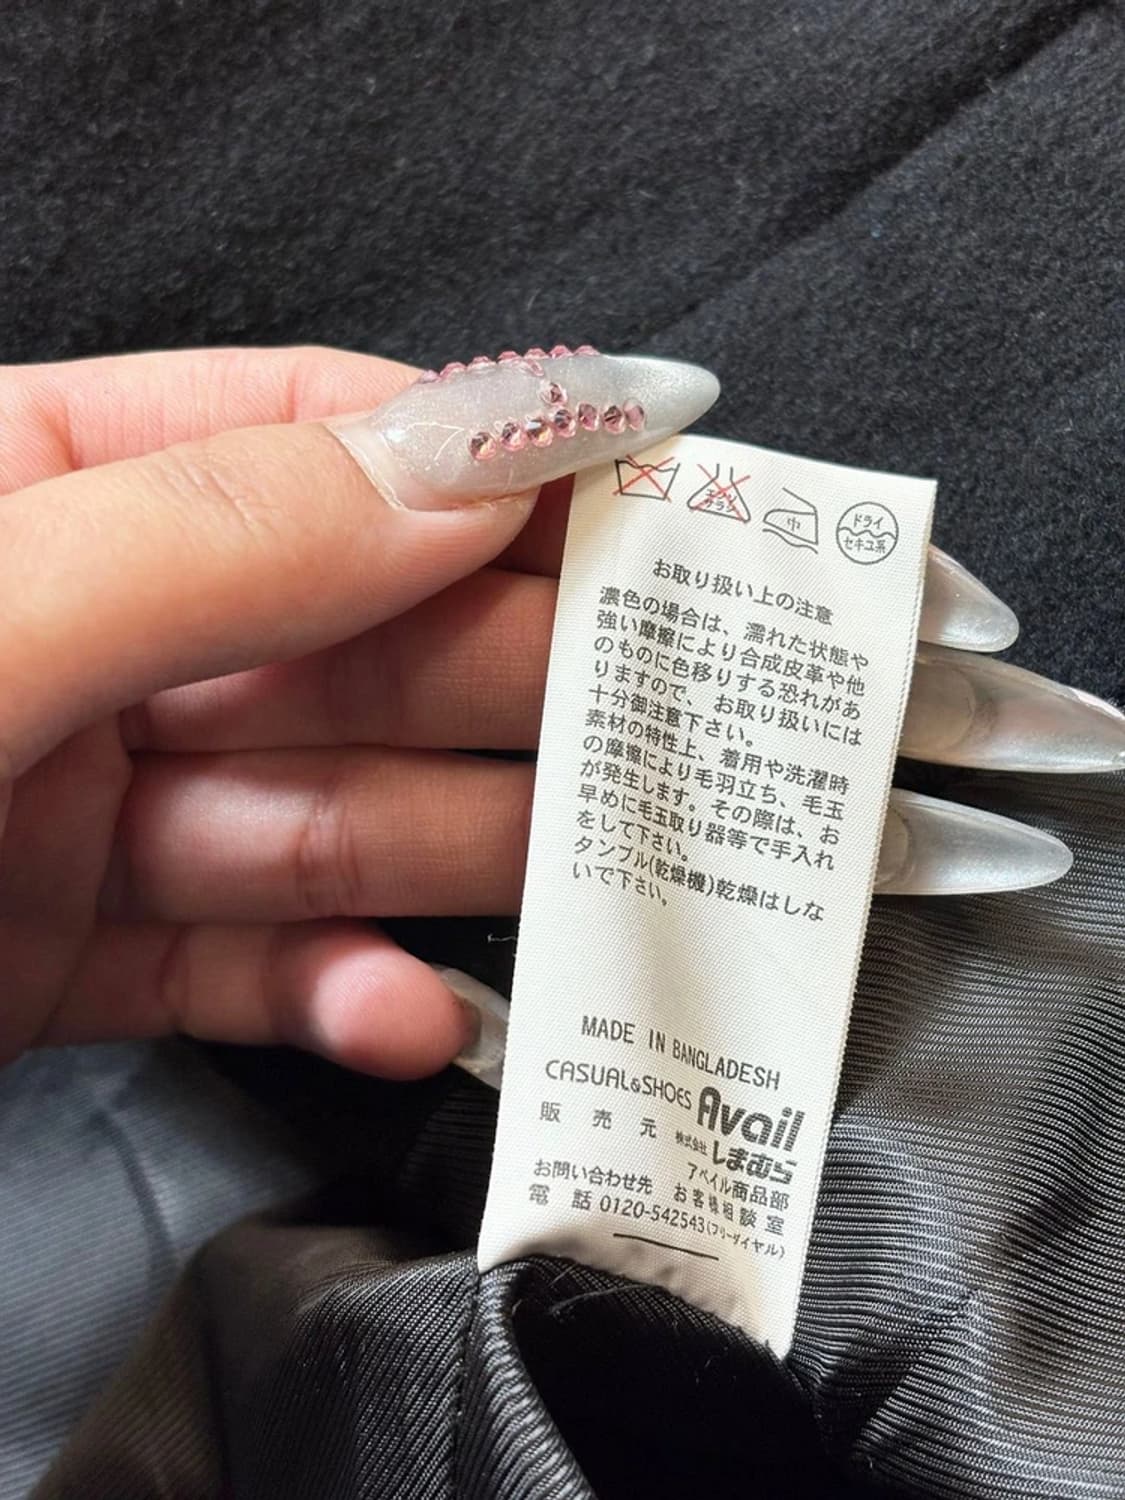 エンソ
サラシ
中
ドライ
セキユ系
お取り扱い上の注意
濃色の場合は、濡れた状態や
強い摩擦により合成皮革や他
のものに色移りする恐れがあ
りますので、お取り扱いには
十分御注意下さい。
素材の特性上、着用や洗濯時
の摩擦により毛羽立ち、毛玉
が発生します。その際は、お
早めに毛玉取り器等で手入れ
をして下さい。
タンブル(乾燥機)乾燥はしな
いで下さい。
MADE IN BANGLADESH
CASUAL&SHOES Avail
販売元 株式会社しまむら
アベイル商品部
お問い合わせ先 お客様相談室
電話 0120-542543(フリーダイヤル)